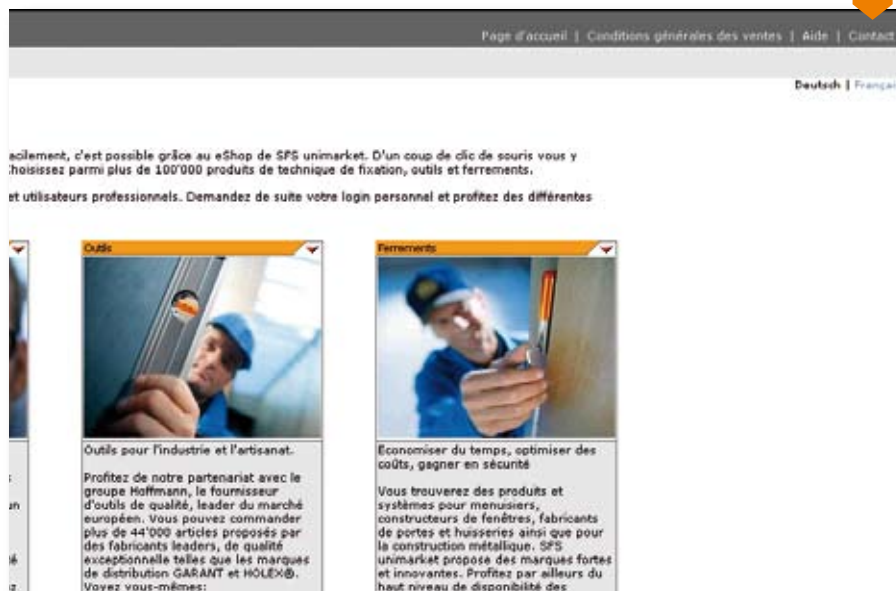 Page d'accueil | Conditions générales des ventes | Aide | Contact
Deutsch | Françai
acilement, c'est possible grâce au eShop de SFS unimarket. D'un coup de clic de souris vous y
hoisissez parmi plus de 100'000 produits de technique de fixation, outils et ferrements.
et utilisateurs professionnels. Demandez de suite votre login personnel et profitez des différentes
Outils
Outils pour l'industrie et l'artisanat.
Profitez de notre partenariat avec le
groupe Hoffmann, le fournisseur
d'outils de qualité, leader du marché
européen. Vous pouvez commander
plus de 44'000 articles proposés par
des fabricants leaders, de qualité
exceptionnelle telles que les marques
de distribution GARANT et HOLEX®.
Voyez vous-mêmes:
Ferrements
Economiser du temps, optimiser des
coûts, gagner en sécurité
Vous trouverez des produits et
systèmes pour menuisiers,
constructeurs de fenêtres, fabricants
de portes et huisseries ainsi que pour
la construction métallique. SFS
unimarket propose des marques fortes
et innovantes. Profitez par ailleurs du
haut niveau de disponibilité des